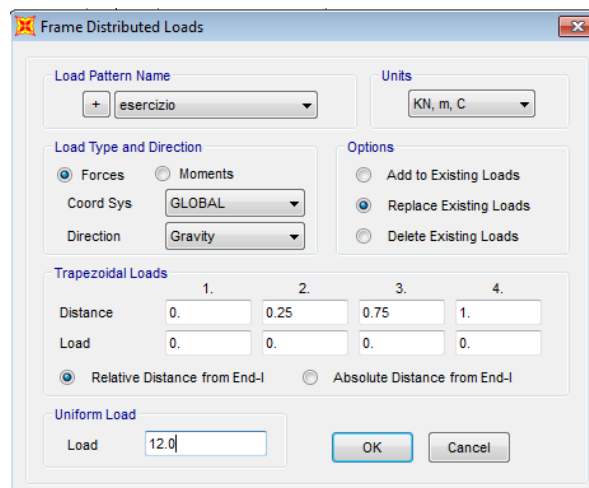 Frame Distributed Loads
Load Pattern Name
+ esercizio
Units
KN, m, C
Load Type and Direction
Forces Moments
Coord Sys GLOBAL
Direction Gravity
Options
Add to Existing Loads
Replace Existing Loads
Delete Existing Loads
Trapezoidal Loads
1. 2. 3. 4.
Distance 0. 0.25 0.75 1.
Load 0. 0. 0. 0.
Relative Distance from End-I Absolute Distance from End-I
Uniform Load
Load 12.0
OK Cancel